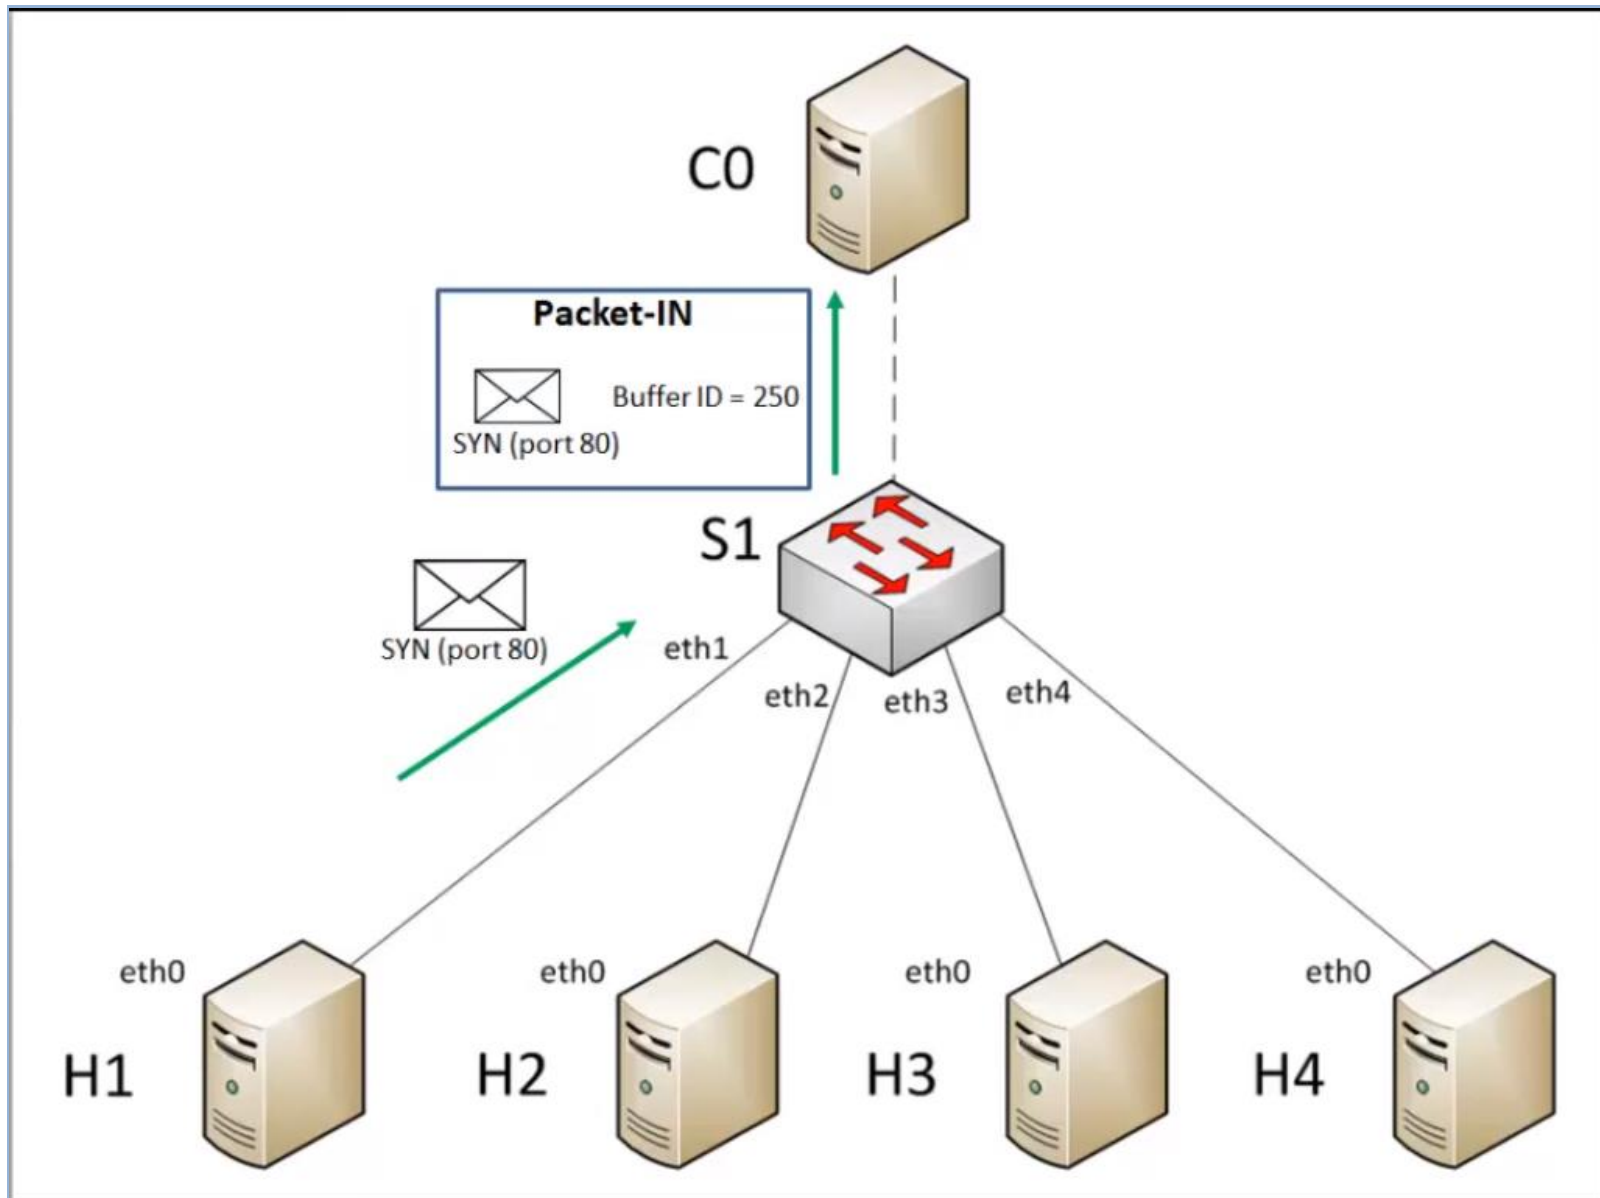 C0
Packet-IN
Buffer ID = 250
SYN (port 80)
S1
SYN (port 80)
eth1
eth2
eth3
eth4
eth0
eth0
eth0
eth0
H1
H2
H3
H4